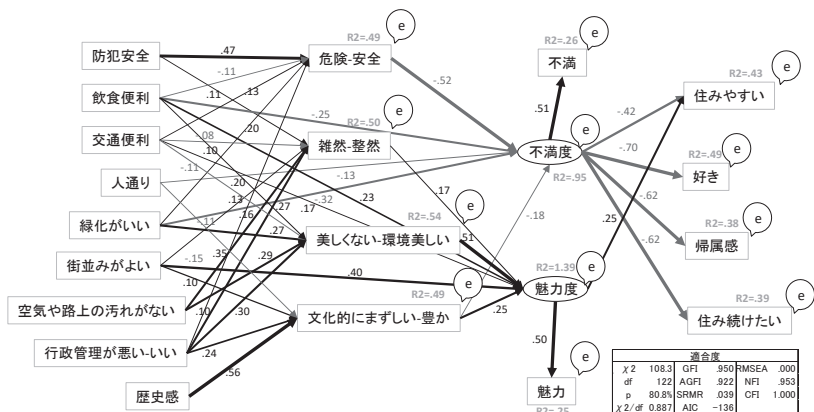 防犯安全
飲食便利
交通便利
人通り
緑化がいい
街並みがよい
空気や路上の汚れがない
行政管理が悪い-いい
歴史感
.47
-.11
.11
.13
.20
.08
-.25
.10
-.11
.20
-.13
.13
.27
.17
-.32
.23
-.11
.16
.27
.35
.29
-.15
.10
.10
.30
.40
.24
.56
R2=.49
e
危険-安全
R2=.50
e
雑然-整然
R2=.54
e
美しくない-環境美しい
R2=.49
e
文化的にまずしい-豊か
-.52
.17
.51
-.18
.25
R2=.26
e
不満
.51
e
不満度
R2=.95
R2=1.39
e
魅力度
.50
e
魅力
R2=.25
-.42
-.70
-.62
-.62
.25
R2=.43
e
住みやすい
R2=.49
e
好き
R2=.38
e
帰属感
R2=.39
e
住み続けたい
適合度
χ2 108.3 GFI .950 RMSEA .000
df 122 AGFI .922 NFI .953
p 80.8% SRMR .039 CFI 1.000
χ2/df 0.887 AIC -136